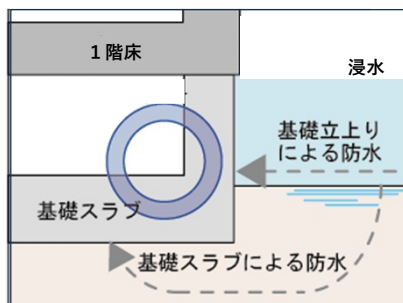 1階床
浸水
基礎立上り
による防水
基礎スラブ
基礎スラブによる防水